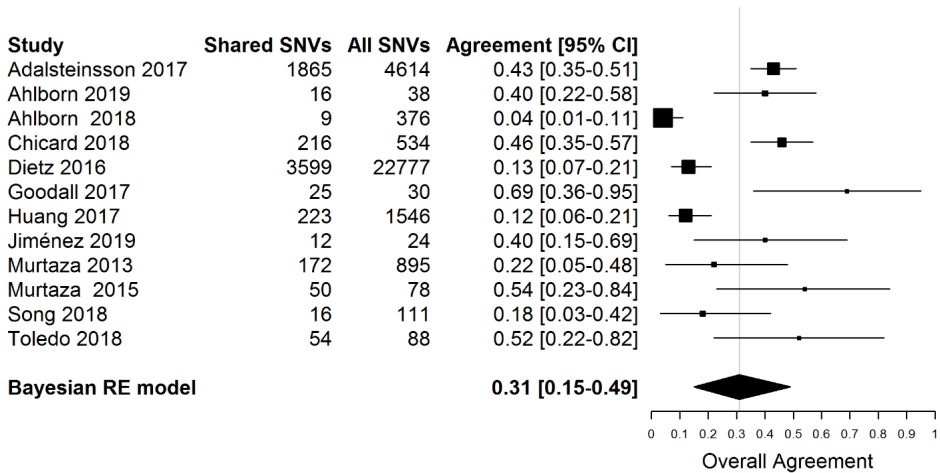 Study Shared SNVs All SNVs Agreement [95% CI]
Adalsteinsson 2017 1865 4614 0.43 [0.35-0.51]
Ahlborn 2019 16 38 0.40 [0.22-0.58]
Ahlborn  2018 9 376 0.04 [0.01-0.11]
Chicard 2018 216 534 0.46 [0.35-0.57]
Dietz 2016 3599 22777 0.13 [0.07-0.21]
Goodall 2017 25 30 0.69 [0.36-0.95]
Huang 2017 223 1546 0.12 [0.06-0.21]
Jiménez 2019 12 24 0.40 [0.15-0.69]
Murtaza 2013 172 895 0.22 [0.05-0.48]
Murtaza  2015 50 78 0.54 [0.23-0.84]
Song 2018 16 111 0.18 [0.03-0.42]
Toledo 2018 54 88 0.52 [0.22-0.82]
Bayesian RE model 0.31 [0.15-0.49]
0 0.1 0.2 0.3 0.4 0.5 0.6 0.7 0.8 0.9 1
Overall Agreement